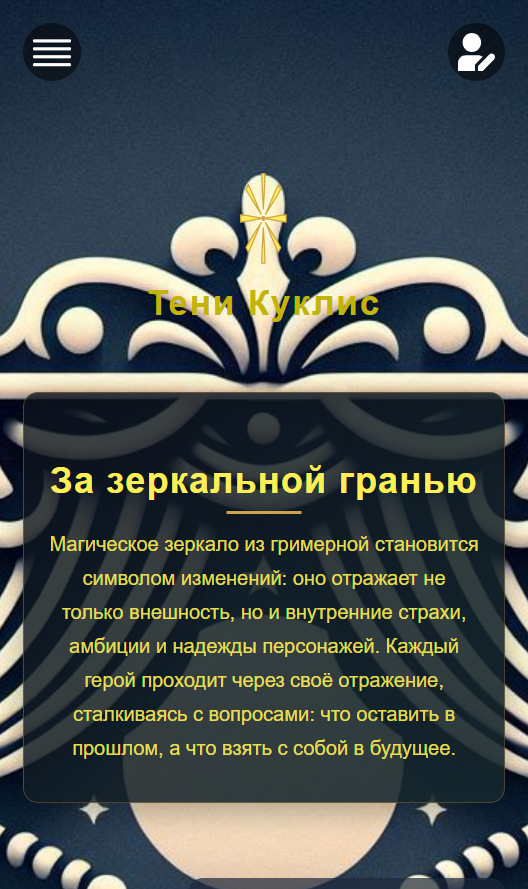 Тени Куклис
За зеркальной гранью
Магическое зеркало из гримерной становится
символом изменений: оно отражает не
только внешность, но и внутренние страхи,
амбиции и надежды персонажей. Каждый
герой проходит через своё отражение,
сталкиваясь с вопросами: что оставить в
прошлом, а что взять с собой в будущее.